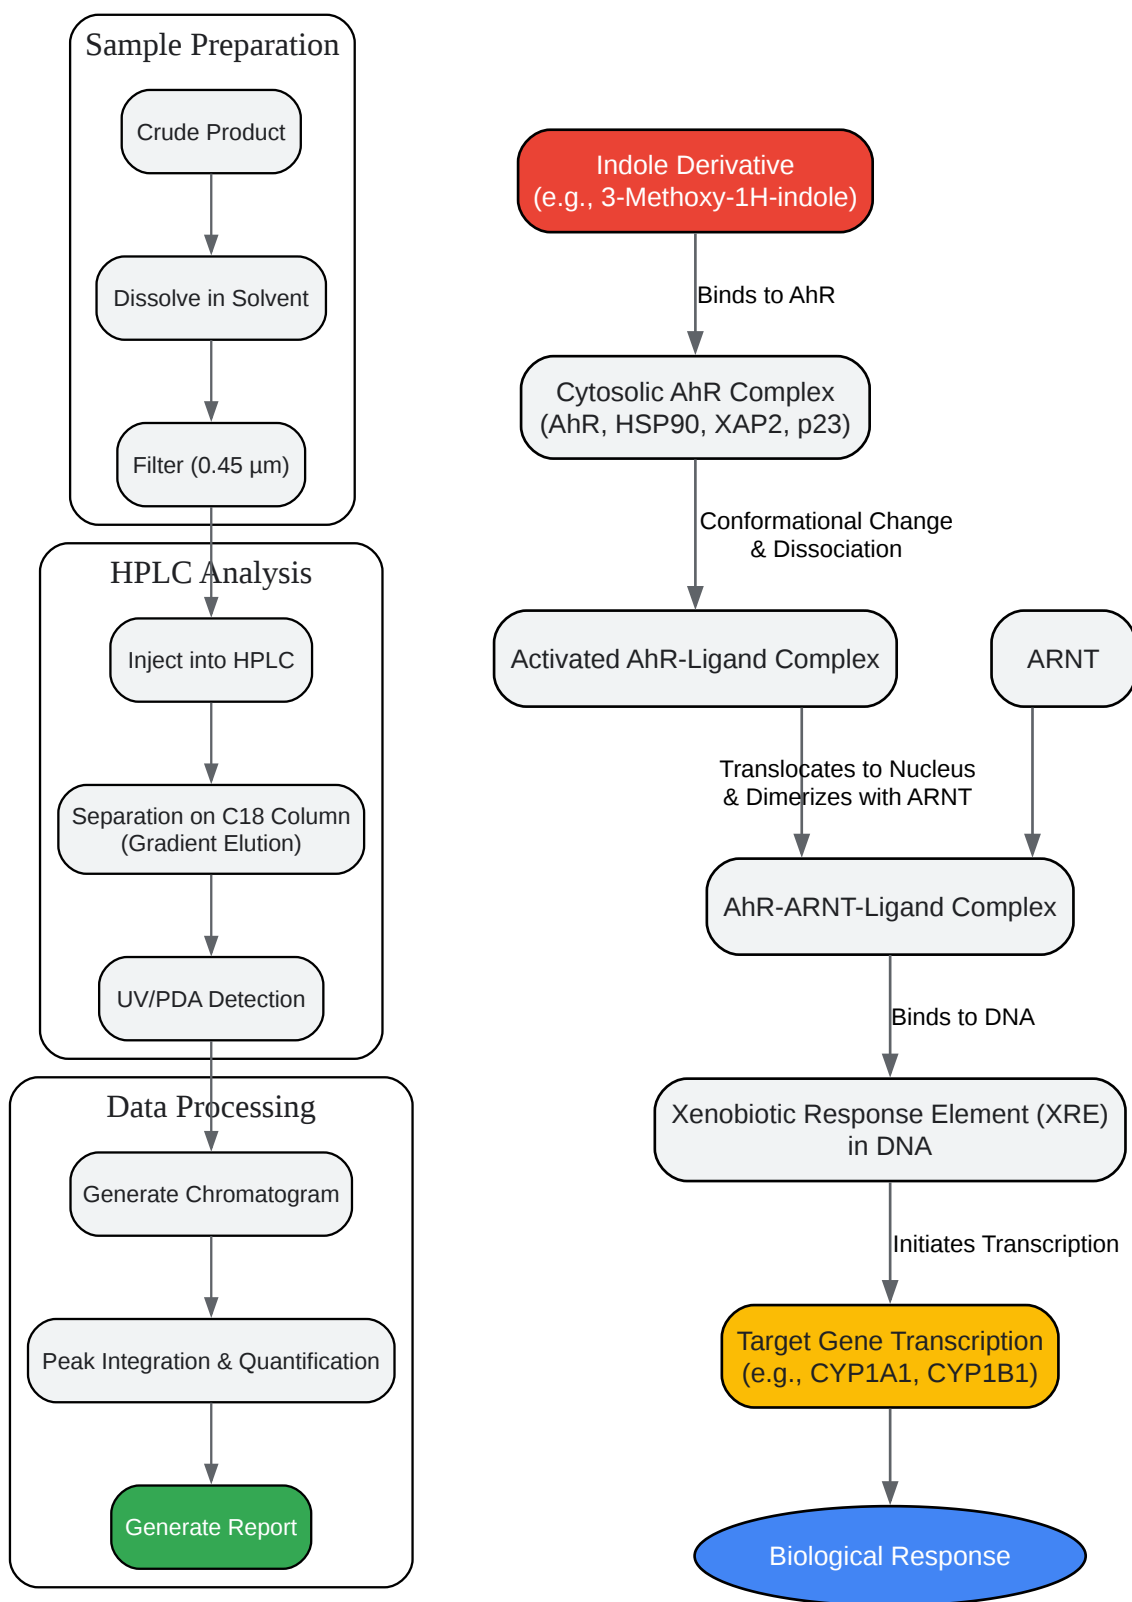 Sample Preparation
Crude Product
Dissolve in Solvent
Filter (0.45 µm)
HPLC Analysis
Inject into HPLC
Separation on C18 Column
(Gradient Elution)
UV/PDA Detection
Data Processing
Generate Chromatogram
Peak Integration & Quantification
Generate Report
Indole Derivative
(e.g., 3-Methoxy-1H-indole)
Binds to AhR
Cytosolic AhR Complex
(AhR, HSP90, XAP2, p23)
Conformational Change
& Dissociation
Activated AhR-Ligand Complex
ARNT
Translocates to Nucleus
& Dimerizes with ARNT
AhR-ARNT-Ligand Complex
Binds to DNA
Xenobiotic Response Element (XRE)
in DNA
Initiates Transcription
Target Gene Transcription
(e.g., CYP1A1, CYP1B1)
Biological Response